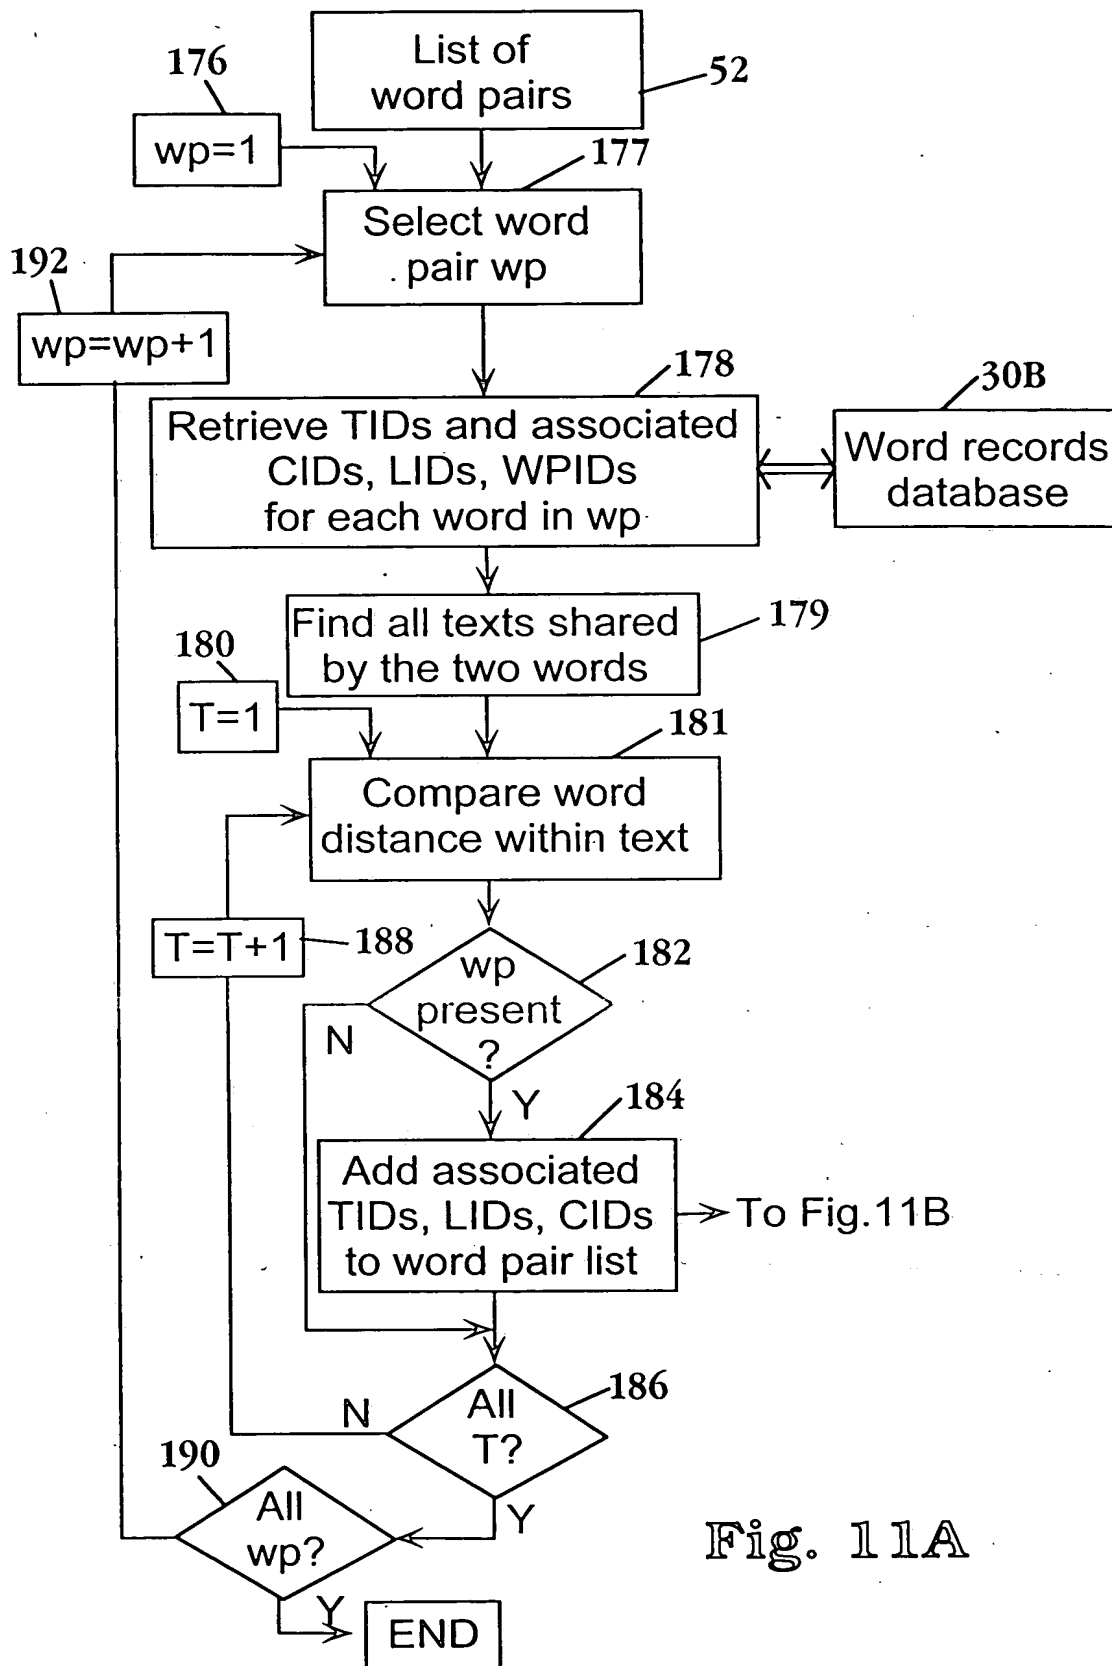 List of
word pairs
52
176
wp=1
177
Select word
pair wp
192
wp=wp+1
178
Retrieve TIDs and associated
CIDs, LIDs, WPIDs
for each word in wp
30B
Word records
database
Find all texts shared
by the two words
179
180
T=1
181
Compare word
distance within text
T=T+1
188
wp
present
?
182
N
Y
184
Add associated
TIDs, LIDs, CIDs
to word pair list
To Fig.11B
All
T?
186
N
Y
190
All
wp?
Y
END
Fig. 11A